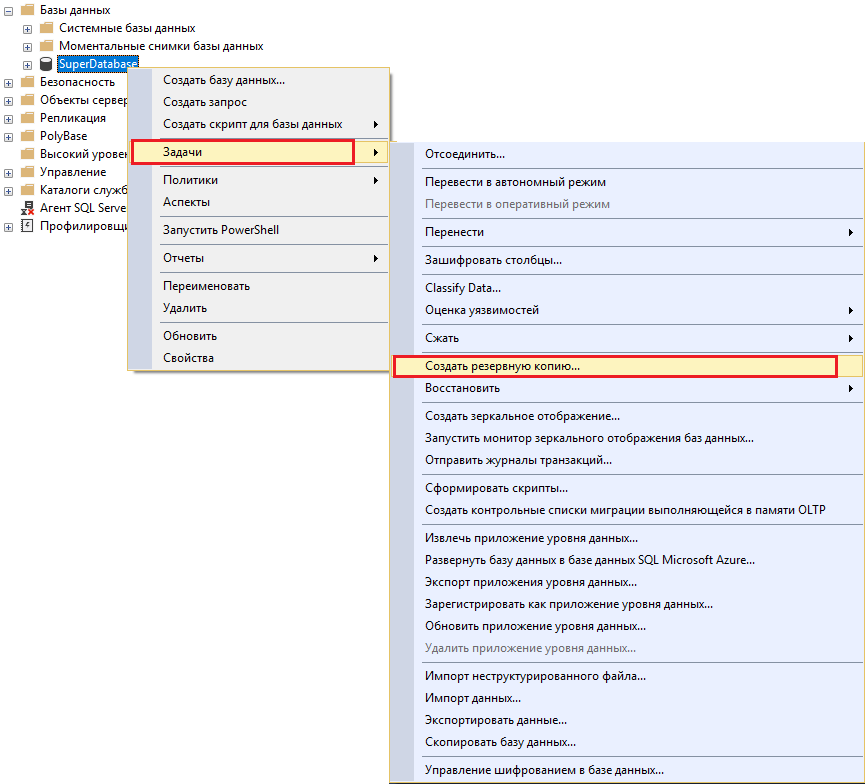 Базы данных
Системные базы данных
Моментальные снимки базы данных
SuperDatabase
Безопасность
Объекты сервер
Репликация
PolyBase
Высокий уровен
Управление
Каталоги служб
Агент SQL Serve
Профилировщи
Создать базу данных...
Создать запрос
Создать скрипт для базы данных
Задачи
Политики
Аспекты
Запустить PowerShell
Отчеты
Переименовать
Удалить
Обновить
Свойства
Отсоединить...
Перевести в автономный режим
Перевести в оперативный режим
Перенести
Зашифровать столбцы...
Classify Data...
Оценка уязвимостей
Сжать
Создать резервную копию...
Восстановить
Создать зеркальное отображение...
Запустить монитор зеркального отображения баз данных...
Отправить журналы транзакций...
Сформировать скрипты...
Создать контрольные списки миграции выполняющейся в памяти OLTP
Извлечь приложение уровня данных...
Развернуть базу данных в базе данных SQL Microsoft Azure...
Экспорт приложения уровня данных...
Зарегистрировать как приложение уровня данных...
Обновить приложение уровня данных...
Удалить приложение уровня данных...
Импорт неструктурированного файла...
Импорт данных...
Экспортировать данные...
Скопировать базу данных...
Управление шифрованием в базе данных...